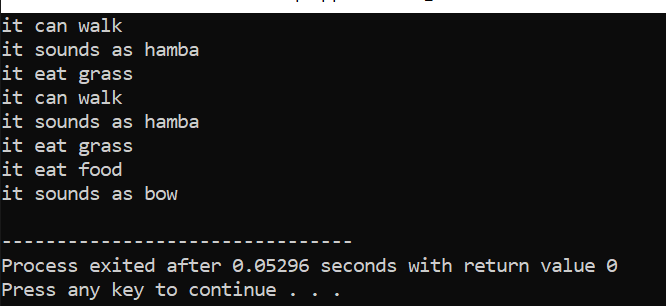 it can walk
it sounds as hamba
it eat grass
it can walk
it sounds as hamba
it eat grass
it eat food
it sounds as bow
--------------------------------
Process exited after 0.05296 seconds with return value 0
Press any key to continue . . .